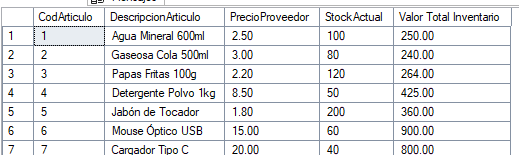 CodArticulo DescripcionArticulo PrecioProveedor StockActual Valor Total Inventario
1 1 Agua Mineral 600ml 2.50 100 250.00
2 2 Gaseosa Cola 500ml 3.00 80 240.00
3 3 Papas Fritas 100g 2.20 120 264.00
4 4 Detergente Polvo 1kg 8.50 50 425.00
5 5 Jabón de Tocador 1.80 200 360.00
6 6 Mouse Óptico USB 15.00 60 900.00
7 7 Cargador Tipo C 20.00 40 800.00